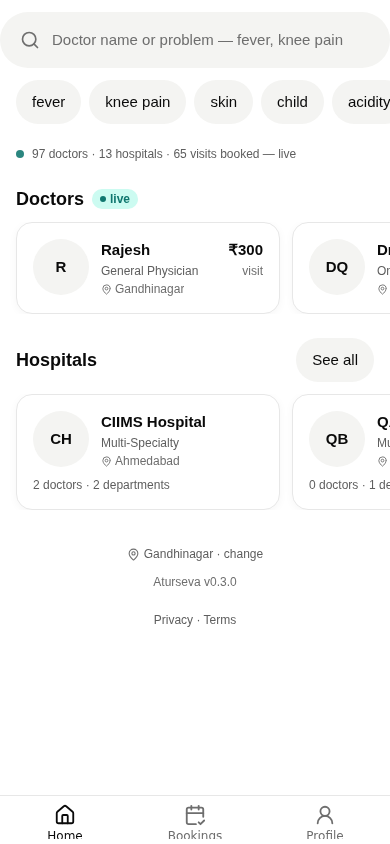 Doctor name or problem — fever, knee pain
fever knee pain skin child acidity
97 doctors · 13 hospitals · 65 visits booked — live
Doctors live
R Rajesh ₹300
General Physician visit
Gandhinagar
DQ
Hospitals See all
CH CIIMS Hospital
Multi-Specialty
Ahmedabad
2 doctors · 2 departments
QB
0 doctors · 1
Gandhinagar · change
Aturseva v0.3.0
Privacy · Terms
Home Bookings Profile